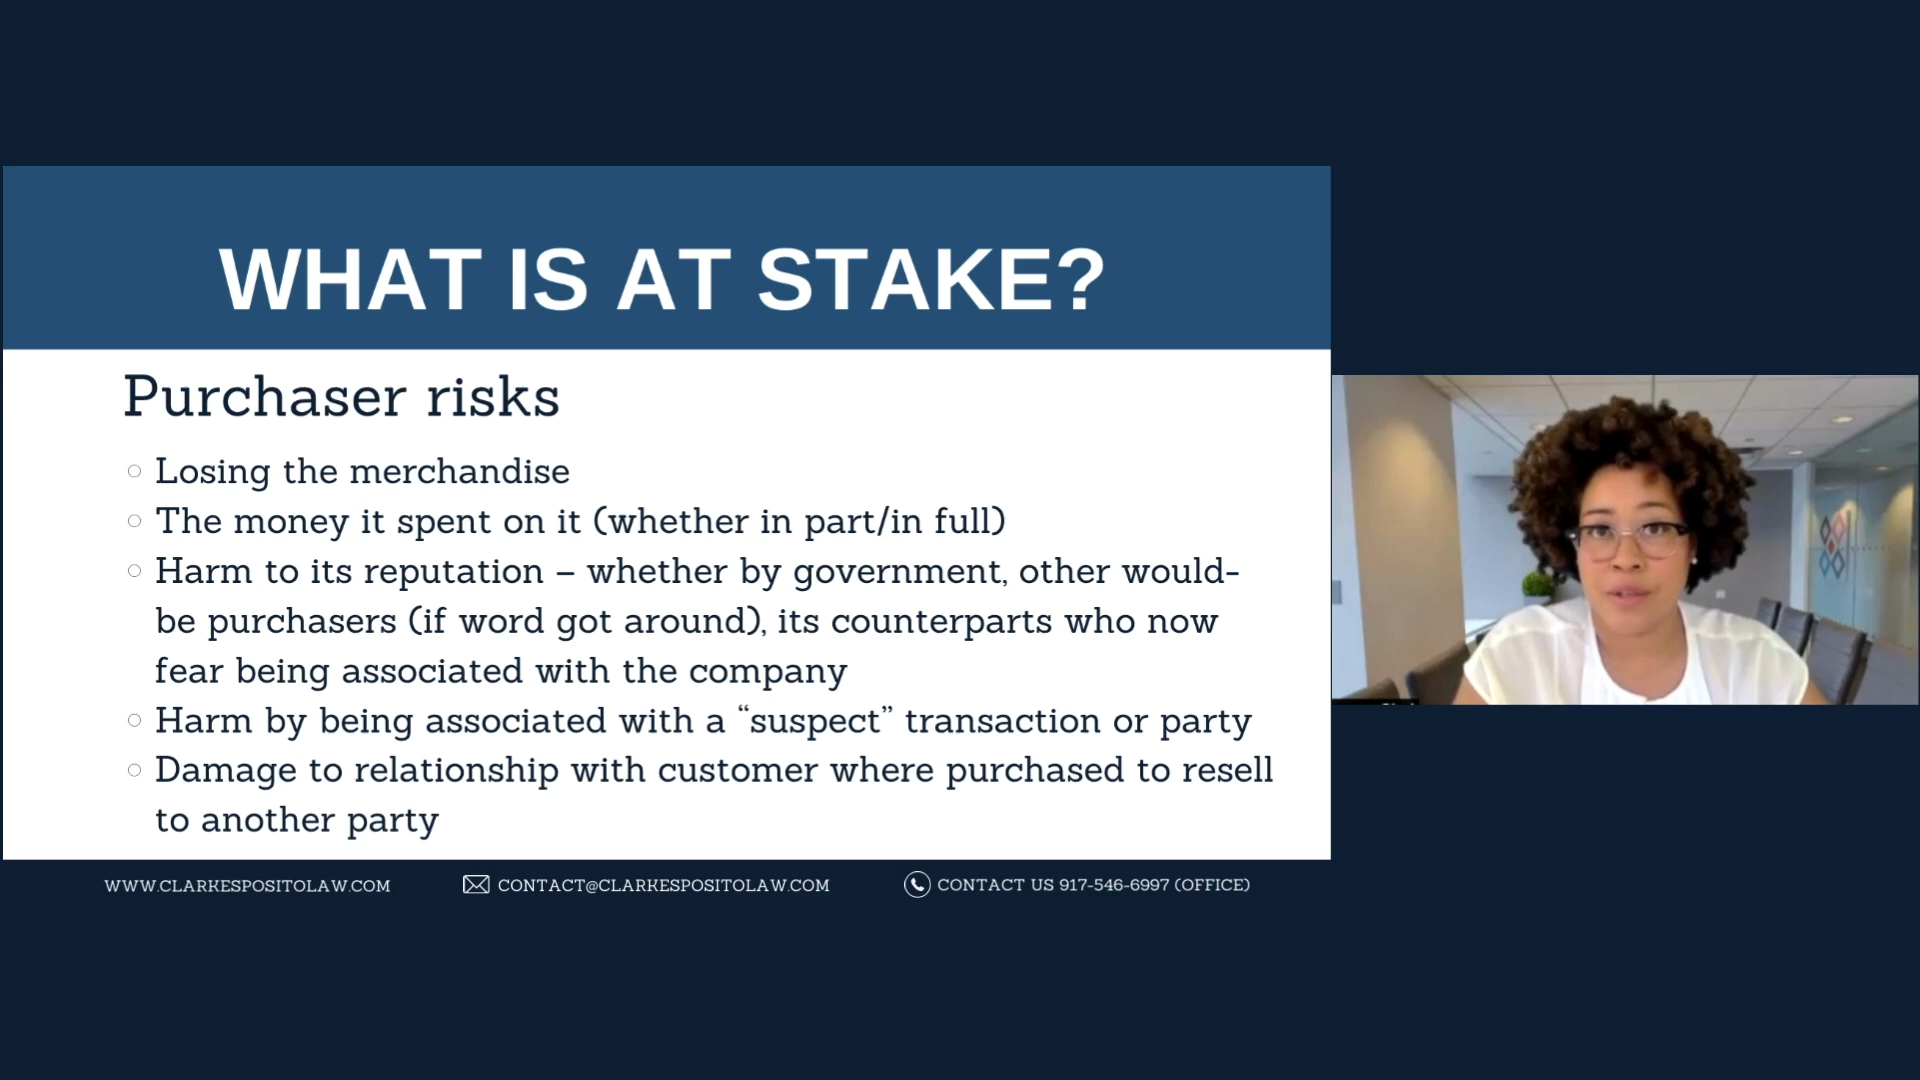 WHAT IS AT STAKE?
Purchaser risks
Losing the merchandise
The money it spent on it (whether in part/in full)
Harm to its reputation – whether by government, other would-
be purchasers (if word got around), its counterparts who now
fear being associated with the company
Harm by being associated with a “suspect” transaction or party
Damage to relationship with customer where purchased to resell
to another party
WWW.CLARKESPOSITOLAW.COM
CONTACT@CLARKESPOSITOLAW.COM
CONTACT US 917-546-6997 (OFFICE)